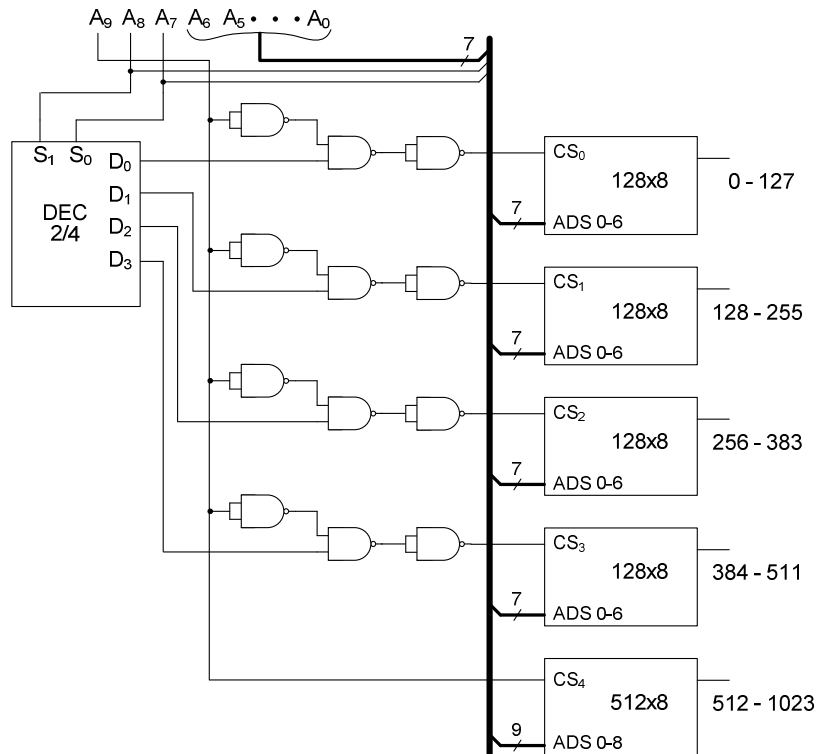 A₉ A₈ A₇ A₆ A₅ • • • A₀
7
S₁ S₀
D₀
D₁
D₂
D₃
DEC
2/4
CS₀
128x8
0 - 127
7
ADS 0-6
CS₁
128x8
128 - 255
7
ADS 0-6
CS₂
128x8
256 - 383
7
ADS 0-6
CS₃
128x8
384 - 511
7
ADS 0-6
CS₄
512x8
512 - 1023
9
ADS 0-8